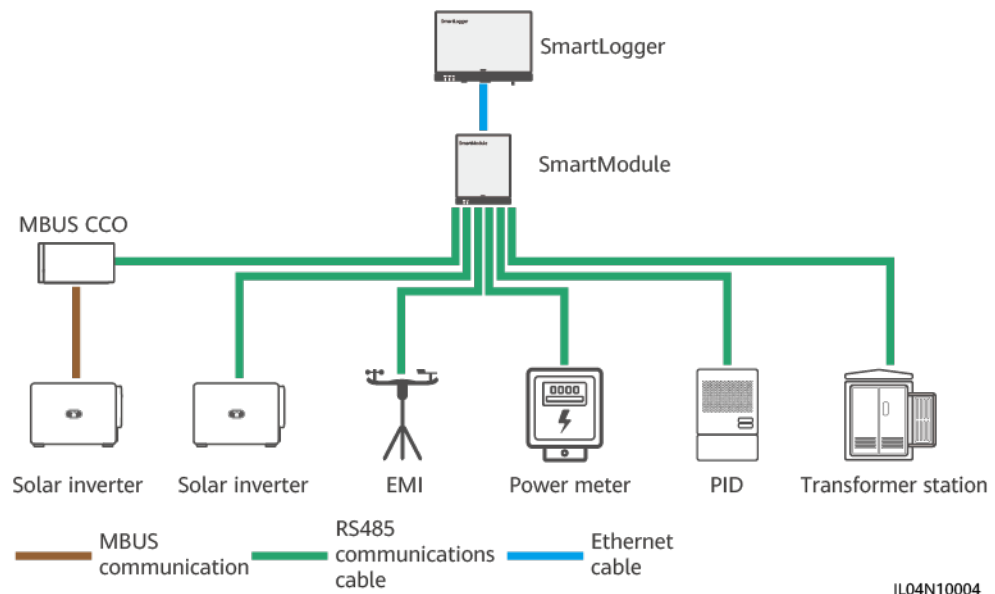 SmartLogger
SmartLogger
SmartModule
SmartModule
MBUS CCO
Solar inverter
Solar inverter
EMI
Power meter
PID
Transformer station
MBUS
communication
RS485
communications
cable
Ethernet
cable
IL04N10004